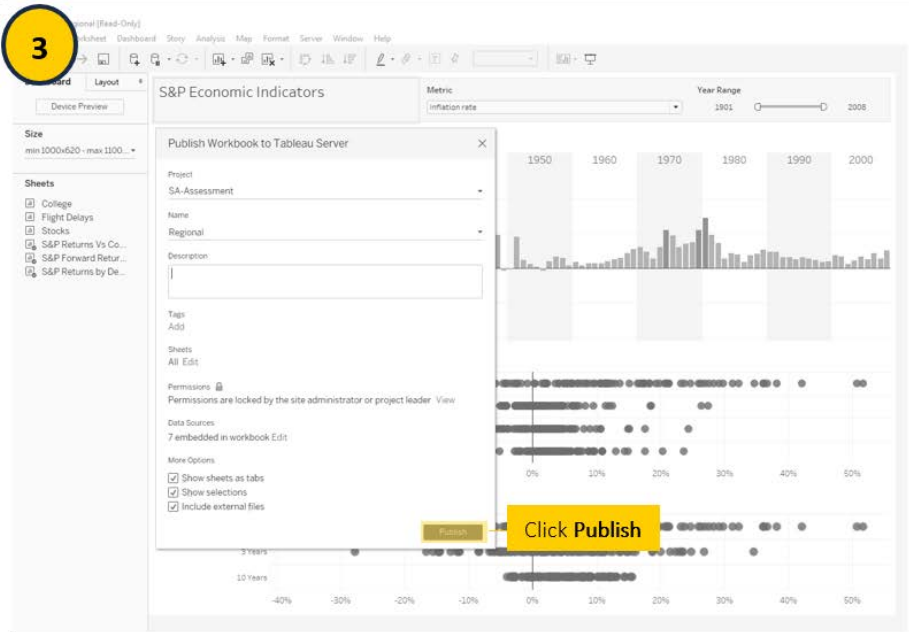 3
[Read-Only]
Dashboard Story Analysis Map Format Server Window Help
Layout
Device Preview
Size
min 1000x620 - max 1100...
Sheets
College
Flight Delays
Stocks
S&P Returns Vs Co...
S&P Forward Retur...
S&P Returns by De...
S&P Economic Indicators
Metric
Inflation rate
Year Range
1901
2008
Publish Workbook to Tableau Server
Project
SA-Assessment
Name
Regional
Description
Tags
Add
Sheets
All Edit
Permissions
Permissions are locked by the site administrator or project leader View
Data Sources
7 embedded in workbook Edit
More Options
Show sheets as tabs
Show selections
Include external files
Publish
Click Publish
1950 1960 1970 1980 1990 2000
0% 10% 20% 30% 40% 50%
3 Years
10 Years
-40% -30% -20% -10% 0% 10% 20% 30% 40% 50%